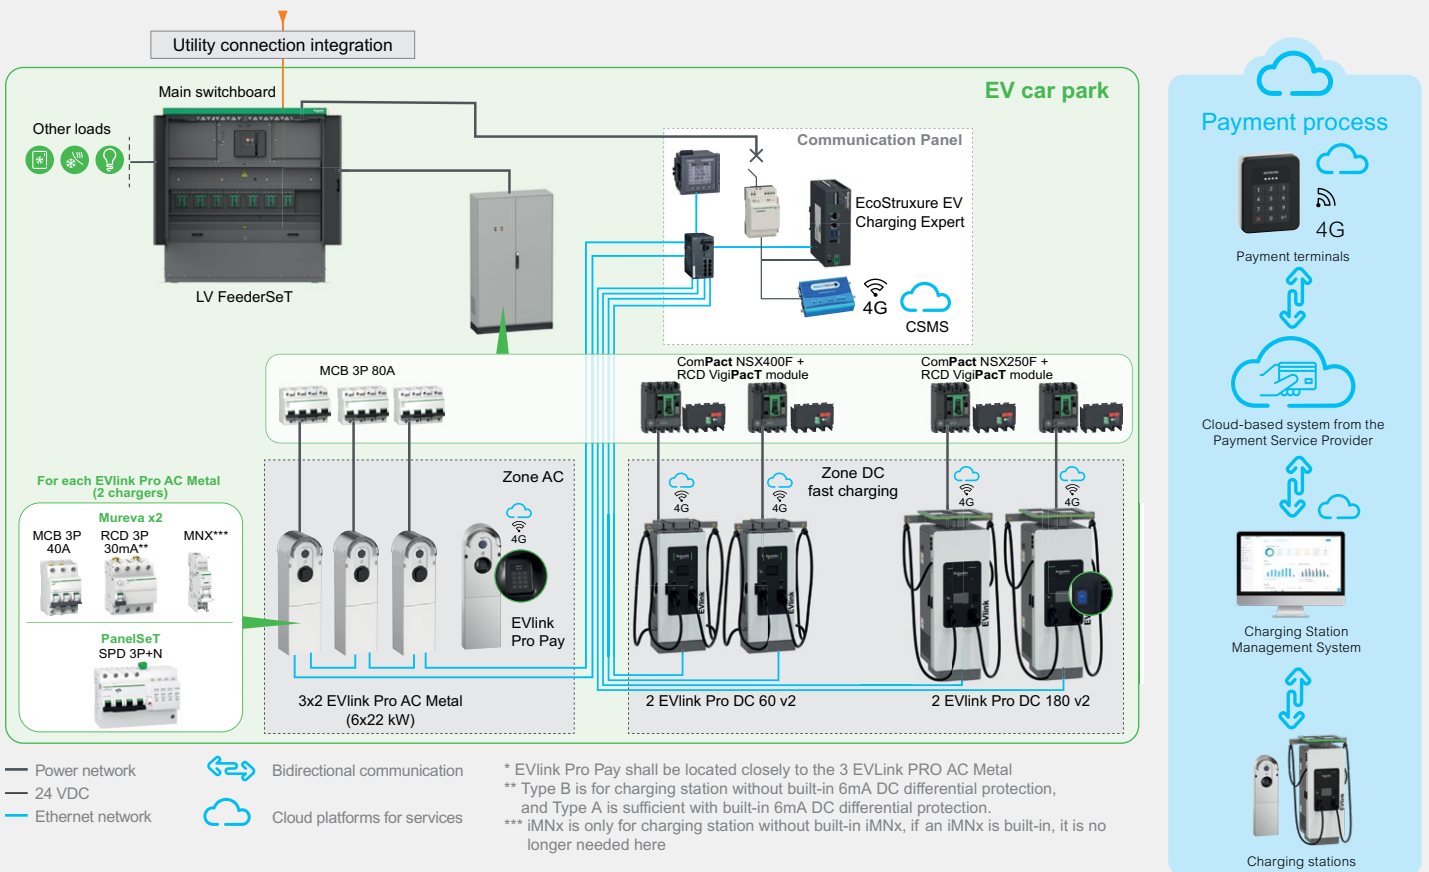 Utility connection integration
EV car park
Main switchboard
Other loads
LV FeederSeT
Communication Panel
EcoStruxure EV
Charging Expert
4G
CSMS
MCB 3P 80A
ComPact NSX400F +
RCD VigiPacT module
ComPact NSX250F +
RCD VigiPacT module
For each EVlink Pro AC Metal
(2 chargers)
Mureva x2
MCB 3P
40A
RCD 3P
30mA**
MNX***
PanelSeT
SPD 3P+N
Zone AC
4G
EVlink
Pro Pay
3x2 EVlink Pro AC Metal
(6x22 kW)
Zone DC
fast charging
4G
4G
4G
4G
EVlink
EVlink
EVlink
EVlink
2 EVlink Pro DC 60 v2
2 EVlink Pro DC 180 v2
Power network
24 VDC
Ethernet network
Bidirectional communication
Cloud platforms for services
* EVlink Pro Pay shall be located closely to the 3 EVLink PRO AC Metal
** Type B is for charging station without built-in 6mA DC differential protection,
and Type A is sufficient with built-in 6mA DC differential protection.
*** iMNx is only for charging station without built-in iMNx, if an iMNx is built-in, it is no
longer needed here
Payment process
4G
Payment terminals
Cloud-based system from the
Payment Service Provider
Charging Station
Management System
EVlink
Charging stations